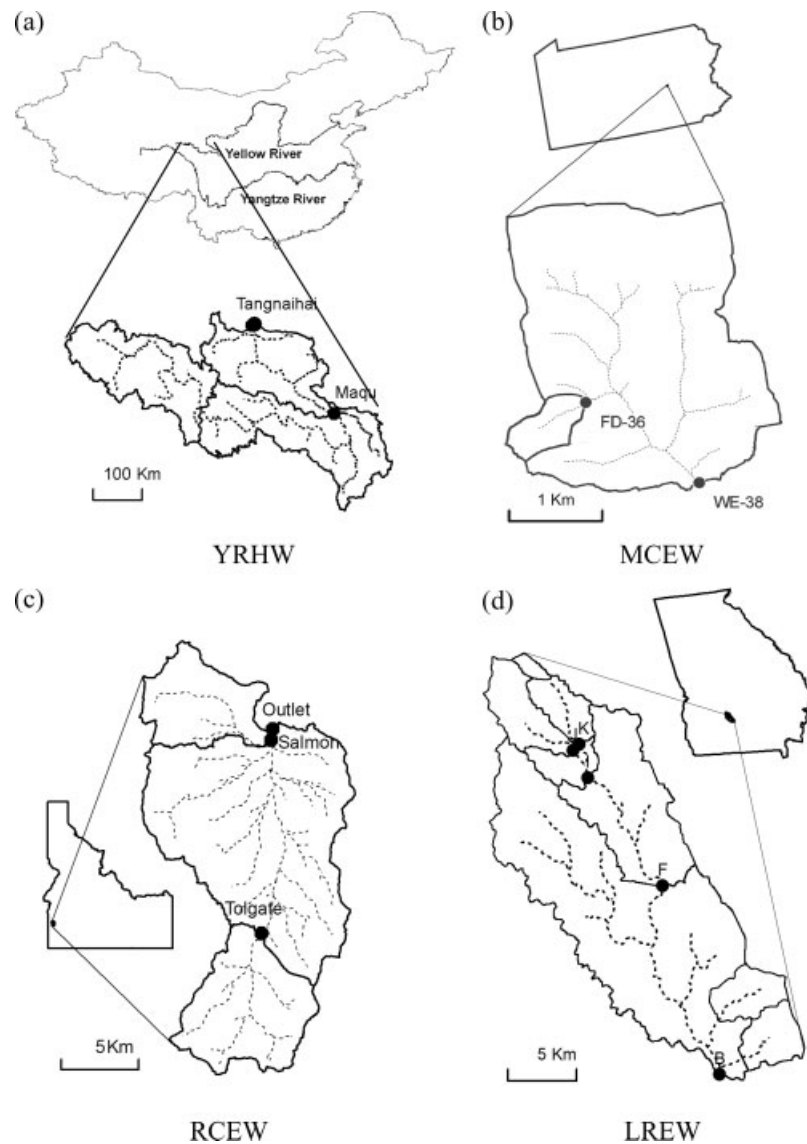 (a)
Yellow River
Yangtze River
Tangnaihai
Maqu
100 Km
YRHW
(b)
FD-36
WE-38
1 Km
MCEW
(c)
Outlet
Salmon
Tolgate
5Km
RCEW
(d)
K
F
B
5 Km
LREW